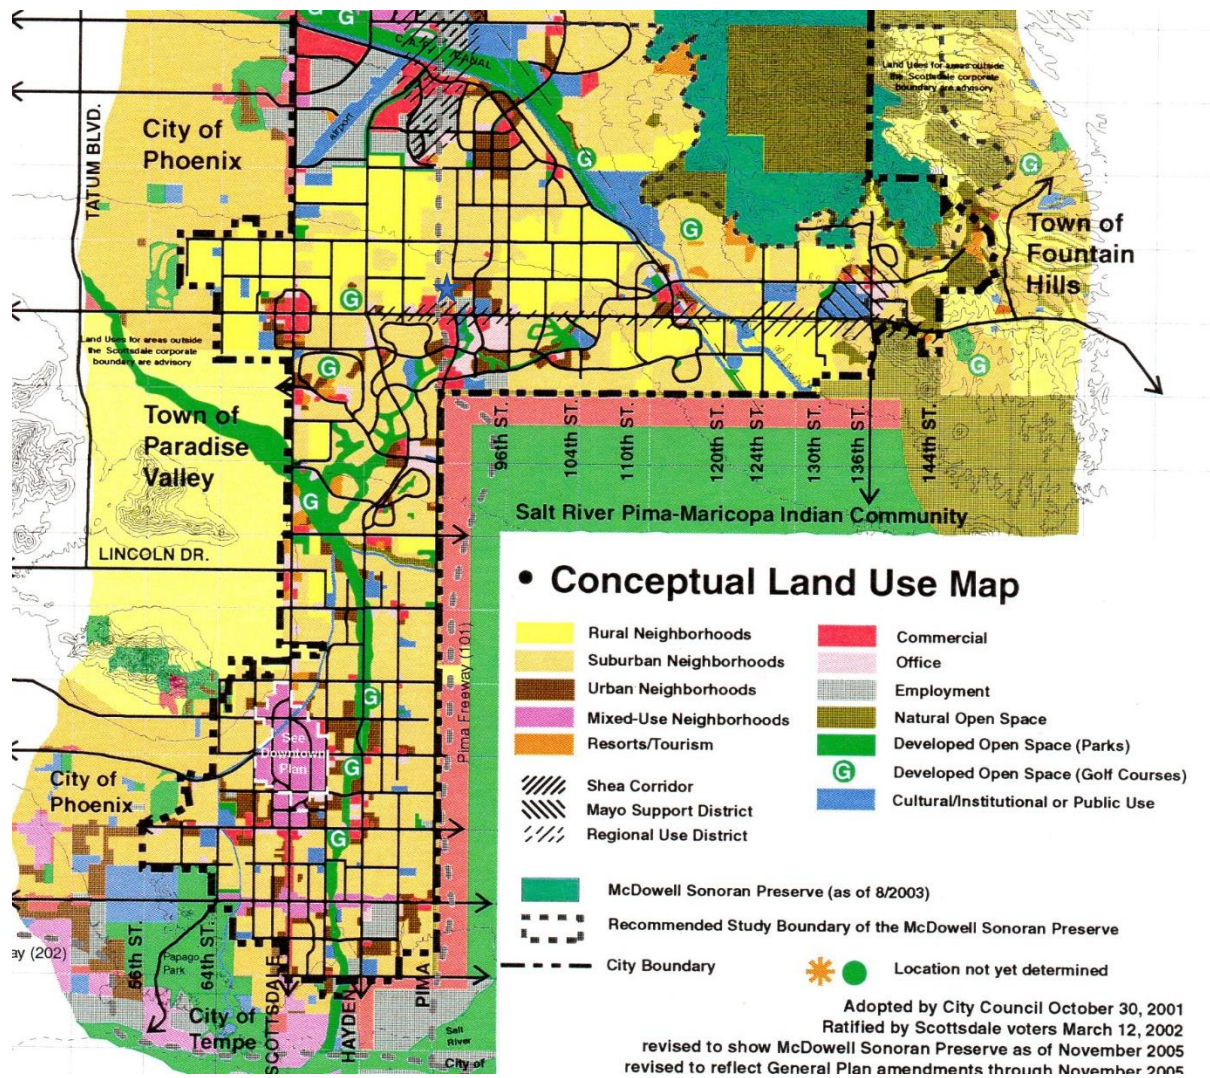 G
G
C.A.P. CANAL
airport
Land Uses for areas outside
the Scottsdale corporate
boundary are advisory
TATUM BLVD.
City of
Phoenix
G
G
G
Town of
Fountain
Hills
G
Land Uses for areas outside
the Scottsdale corporate
boundary are advisory
G
G
Town of
Paradise
Valley
96th ST.
104th ST.
110th ST.
120th ST.
124th ST.
130th ST.
136th ST.
144th ST.
G
Salt River Pima-Maricopa Indian Community
LINCOLN DR.
• Conceptual Land Use Map
Rural Neighborhoods
Suburban Neighborhoods
Urban Neighborhoods
Mixed-Use Neighborhoods
Resorts/Tourism
Commercial
Office
Employment
Natural Open Space
Developed Open Space (Parks)
G
Developed Open Space (Golf Courses)
Cultural/Institutional or Public Use
Shea Corridor
Mayo Support District
Regional Use District
Pima Freeway (101)
G
See
Downtown
Plan
G
City of
Phoenix
G
McDowell Sonoran Preserve (as of 8/2003)
Recommended Study Boundary of the McDowell Sonoran Preserve
City Boundary
Location not yet determined
ay (202)
56th ST.
Papago
Park
64th ST.
SCOTTSDALE
HAYDEN
PIMA
City of
Tempe
Salt
River
City of
Adopted by City Council October 30, 2001
Ratified by Scottsdale voters March 12, 2002
revised to show McDowell Sonoran Preserve as of November 2005
revised to reflect General Plan amendments through November 2005